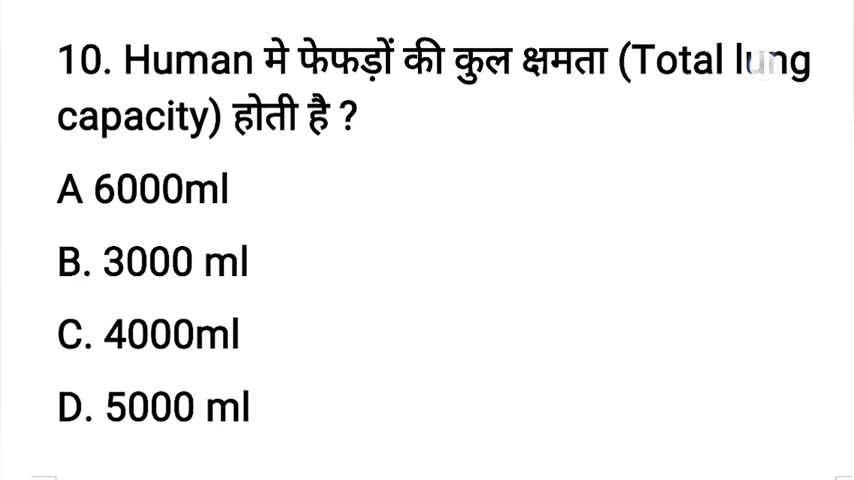 10. Human मे फेफड़ों की कुल क्षमता (Total lung
capacity) होती है ?
A 6000ml
B. 3000 ml
C. 4000ml
D. 5000 ml